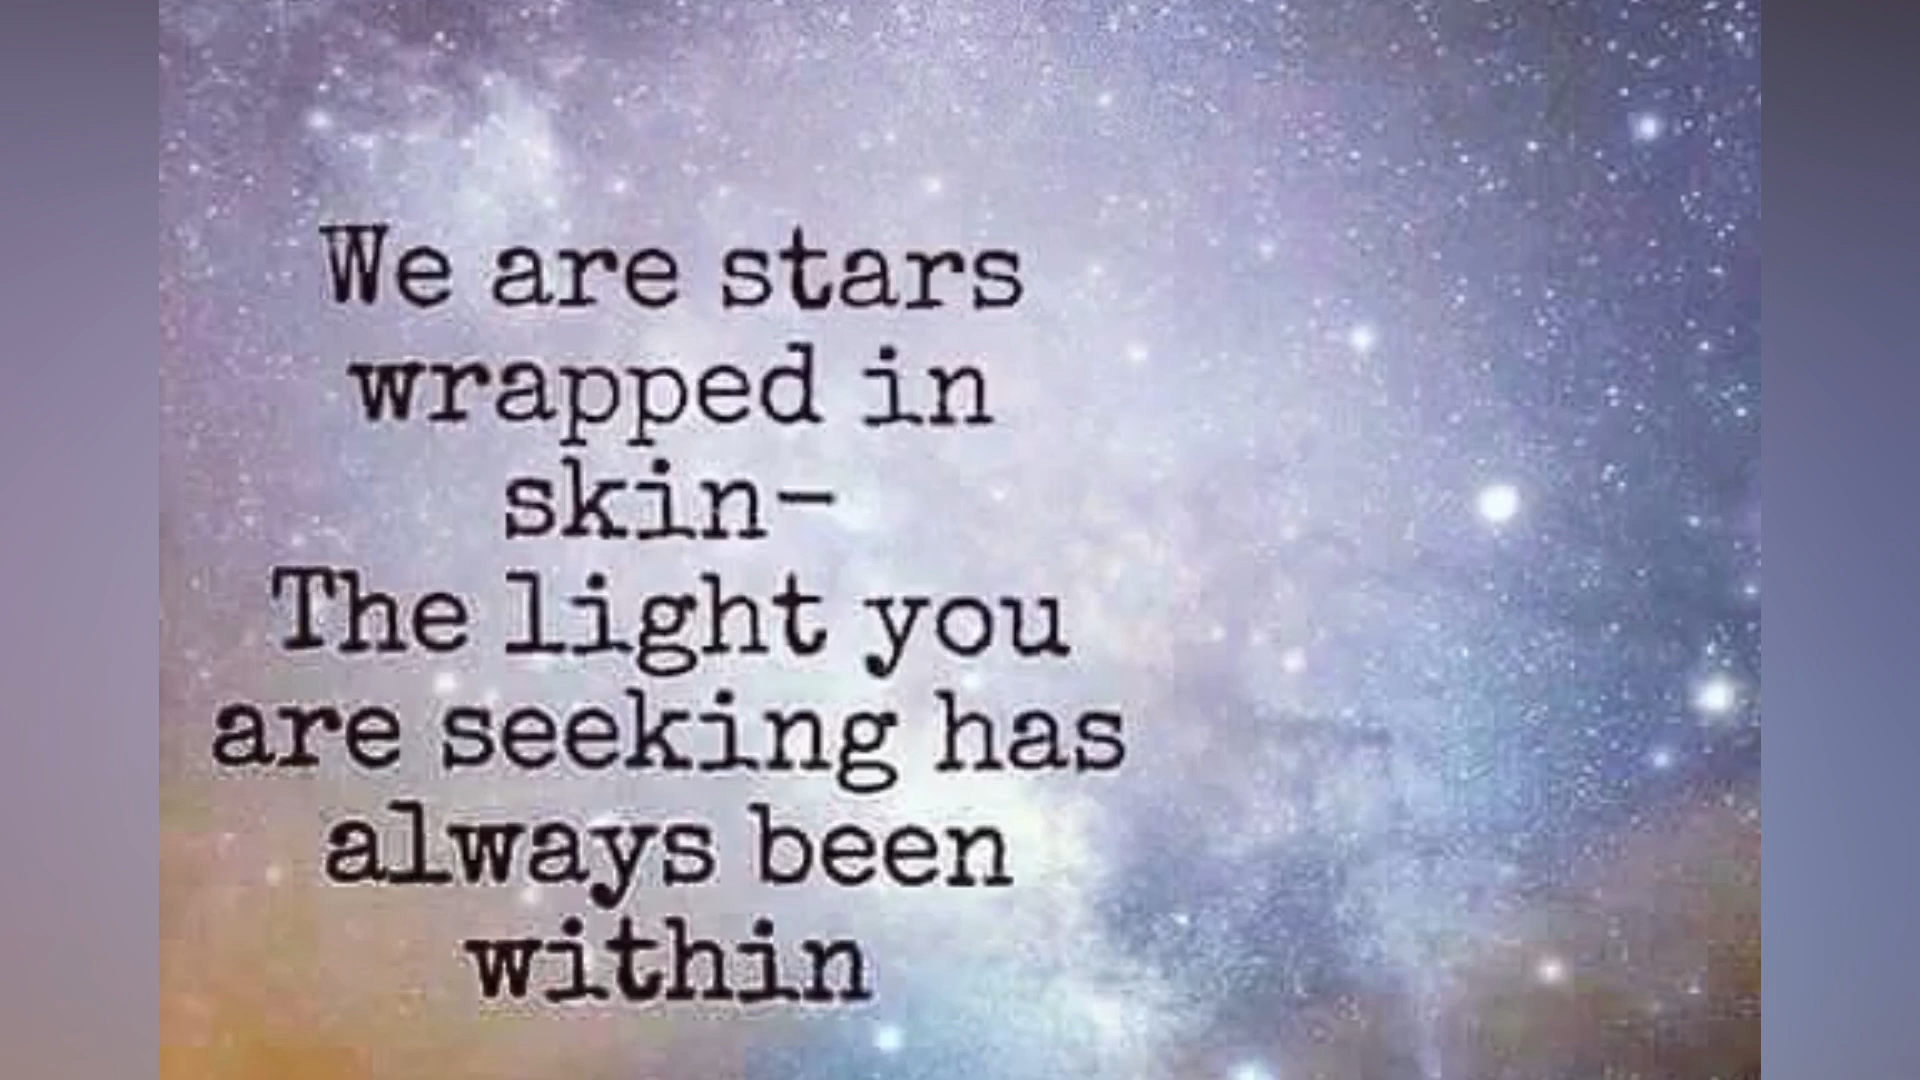 We are stars
wrapped in
skin-
The light you
are seeking has
always been
within